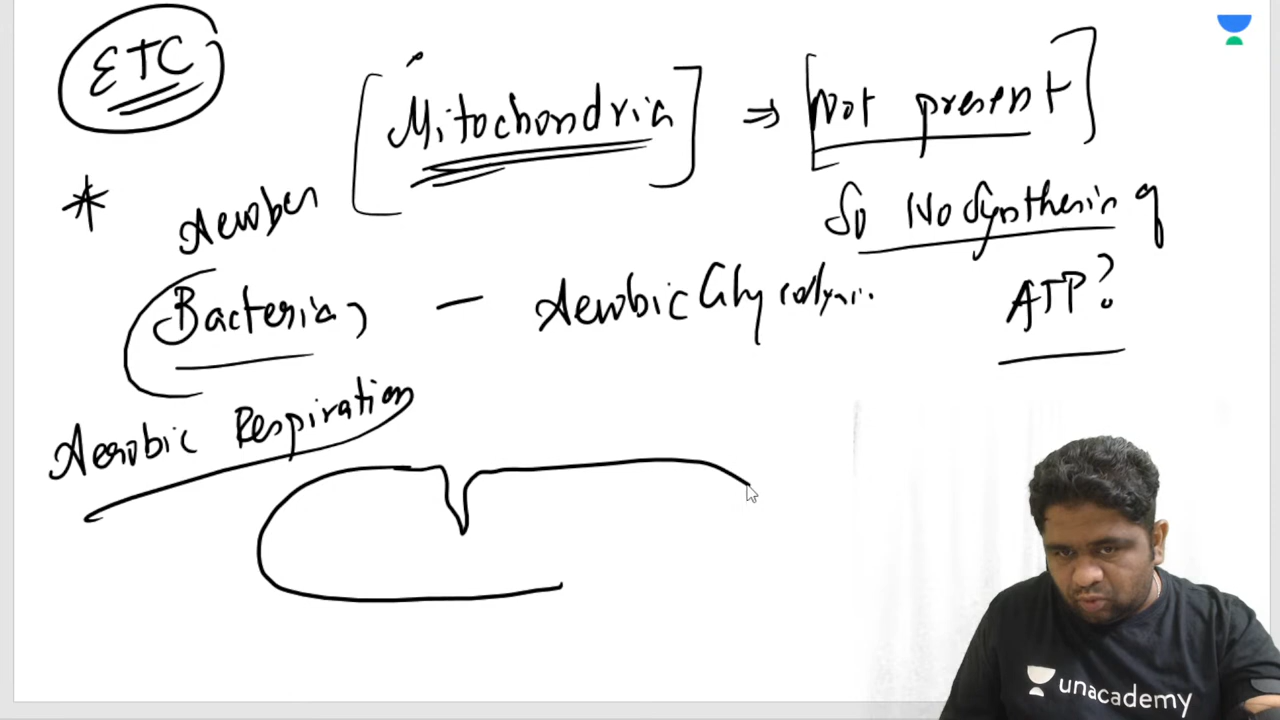 ETC
[Mitochondria] ⇒ [Not present]
* Aerobes
So No Synthesis of
ATP?
Bacteria, - Aerobic Glycolysis.
Aerobic Respiration
unacademy